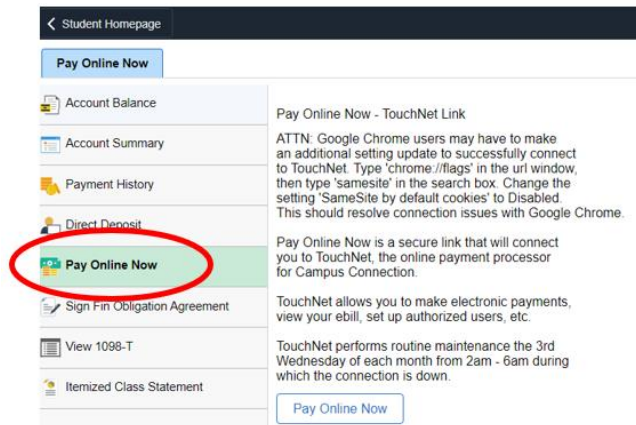 Student Homepage
Pay Online Now
Account Balance
Account Summary
Payment History
Direct Deposit
Pay Online Now
Sign Fin Obligation Agreement
View 1098-T
Itemized Class Statement
Pay Online Now - TouchNet Link
ATTN: Google Chrome users may have to make
an additional setting update to successfully connect
to TouchNet. Type 'chrome://flags' in the url window,
then type 'samesite' in the search box. Change the
setting 'SameSite by default cookies' to Disabled.
This should resolve connection issues with Google Chrome.
Pay Online Now is a secure link that will connect
you to TouchNet, the online payment processor
for Campus Connection.
TouchNet allows you to make electronic payments,
view your ebill, set up authorized users, etc.
TouchNet performs routine maintenance the 3rd
Wednesday of each month from 2am - 6am during
which the connection is down.
Pay Online Now